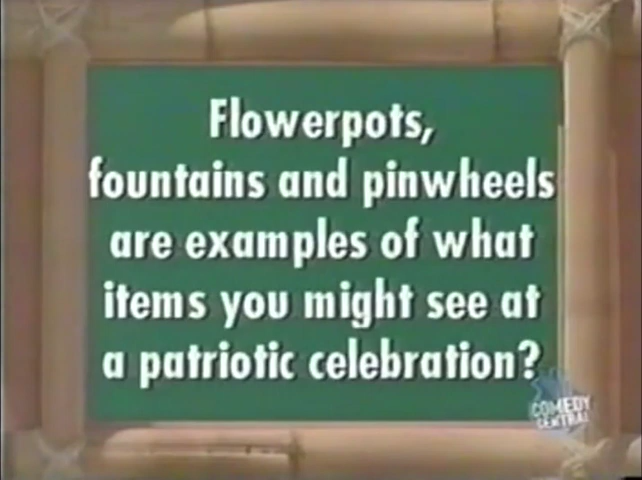 Flowerpots,
fountains and pinwheels
are examples of what
items you might see at
a patriotic celebration?
COMEDY
CENTRAL